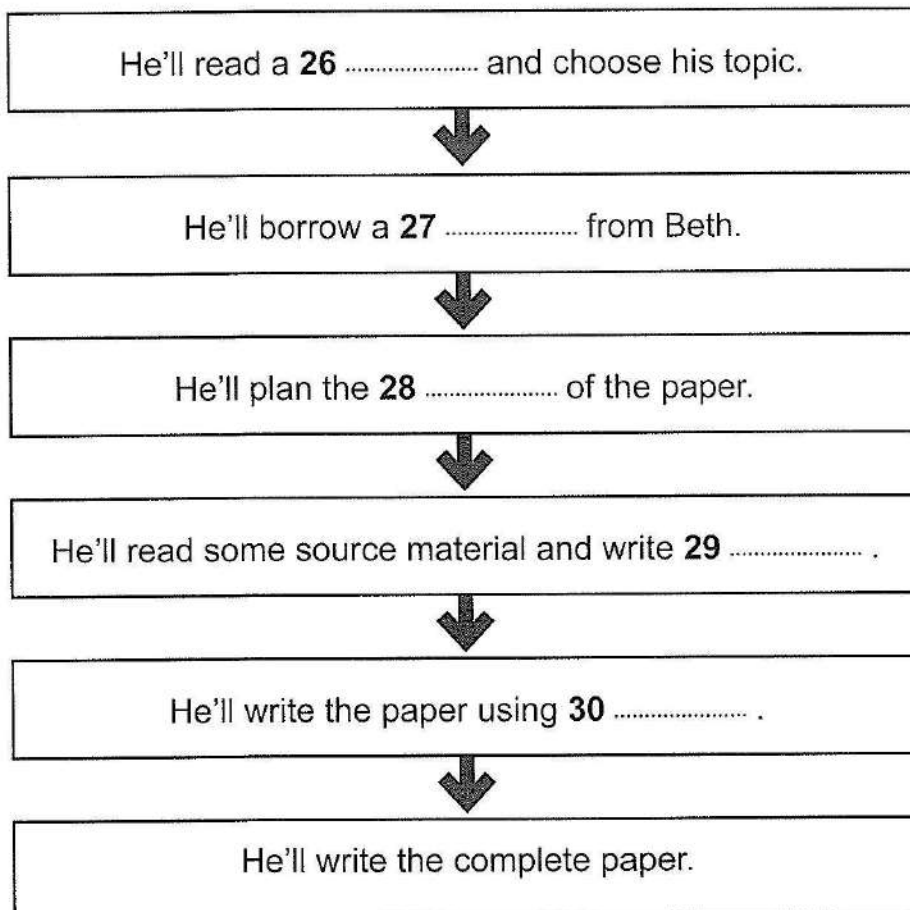 He'll read a 26 ...................... and choose his topic.
He'll borrow a 27 ...................... from Beth.
He'll plan the 28 ...................... of the paper.
He'll read some source material and write 29 ...................... .
He'll write the paper using 30 ...................... .
He'll write the complete paper.